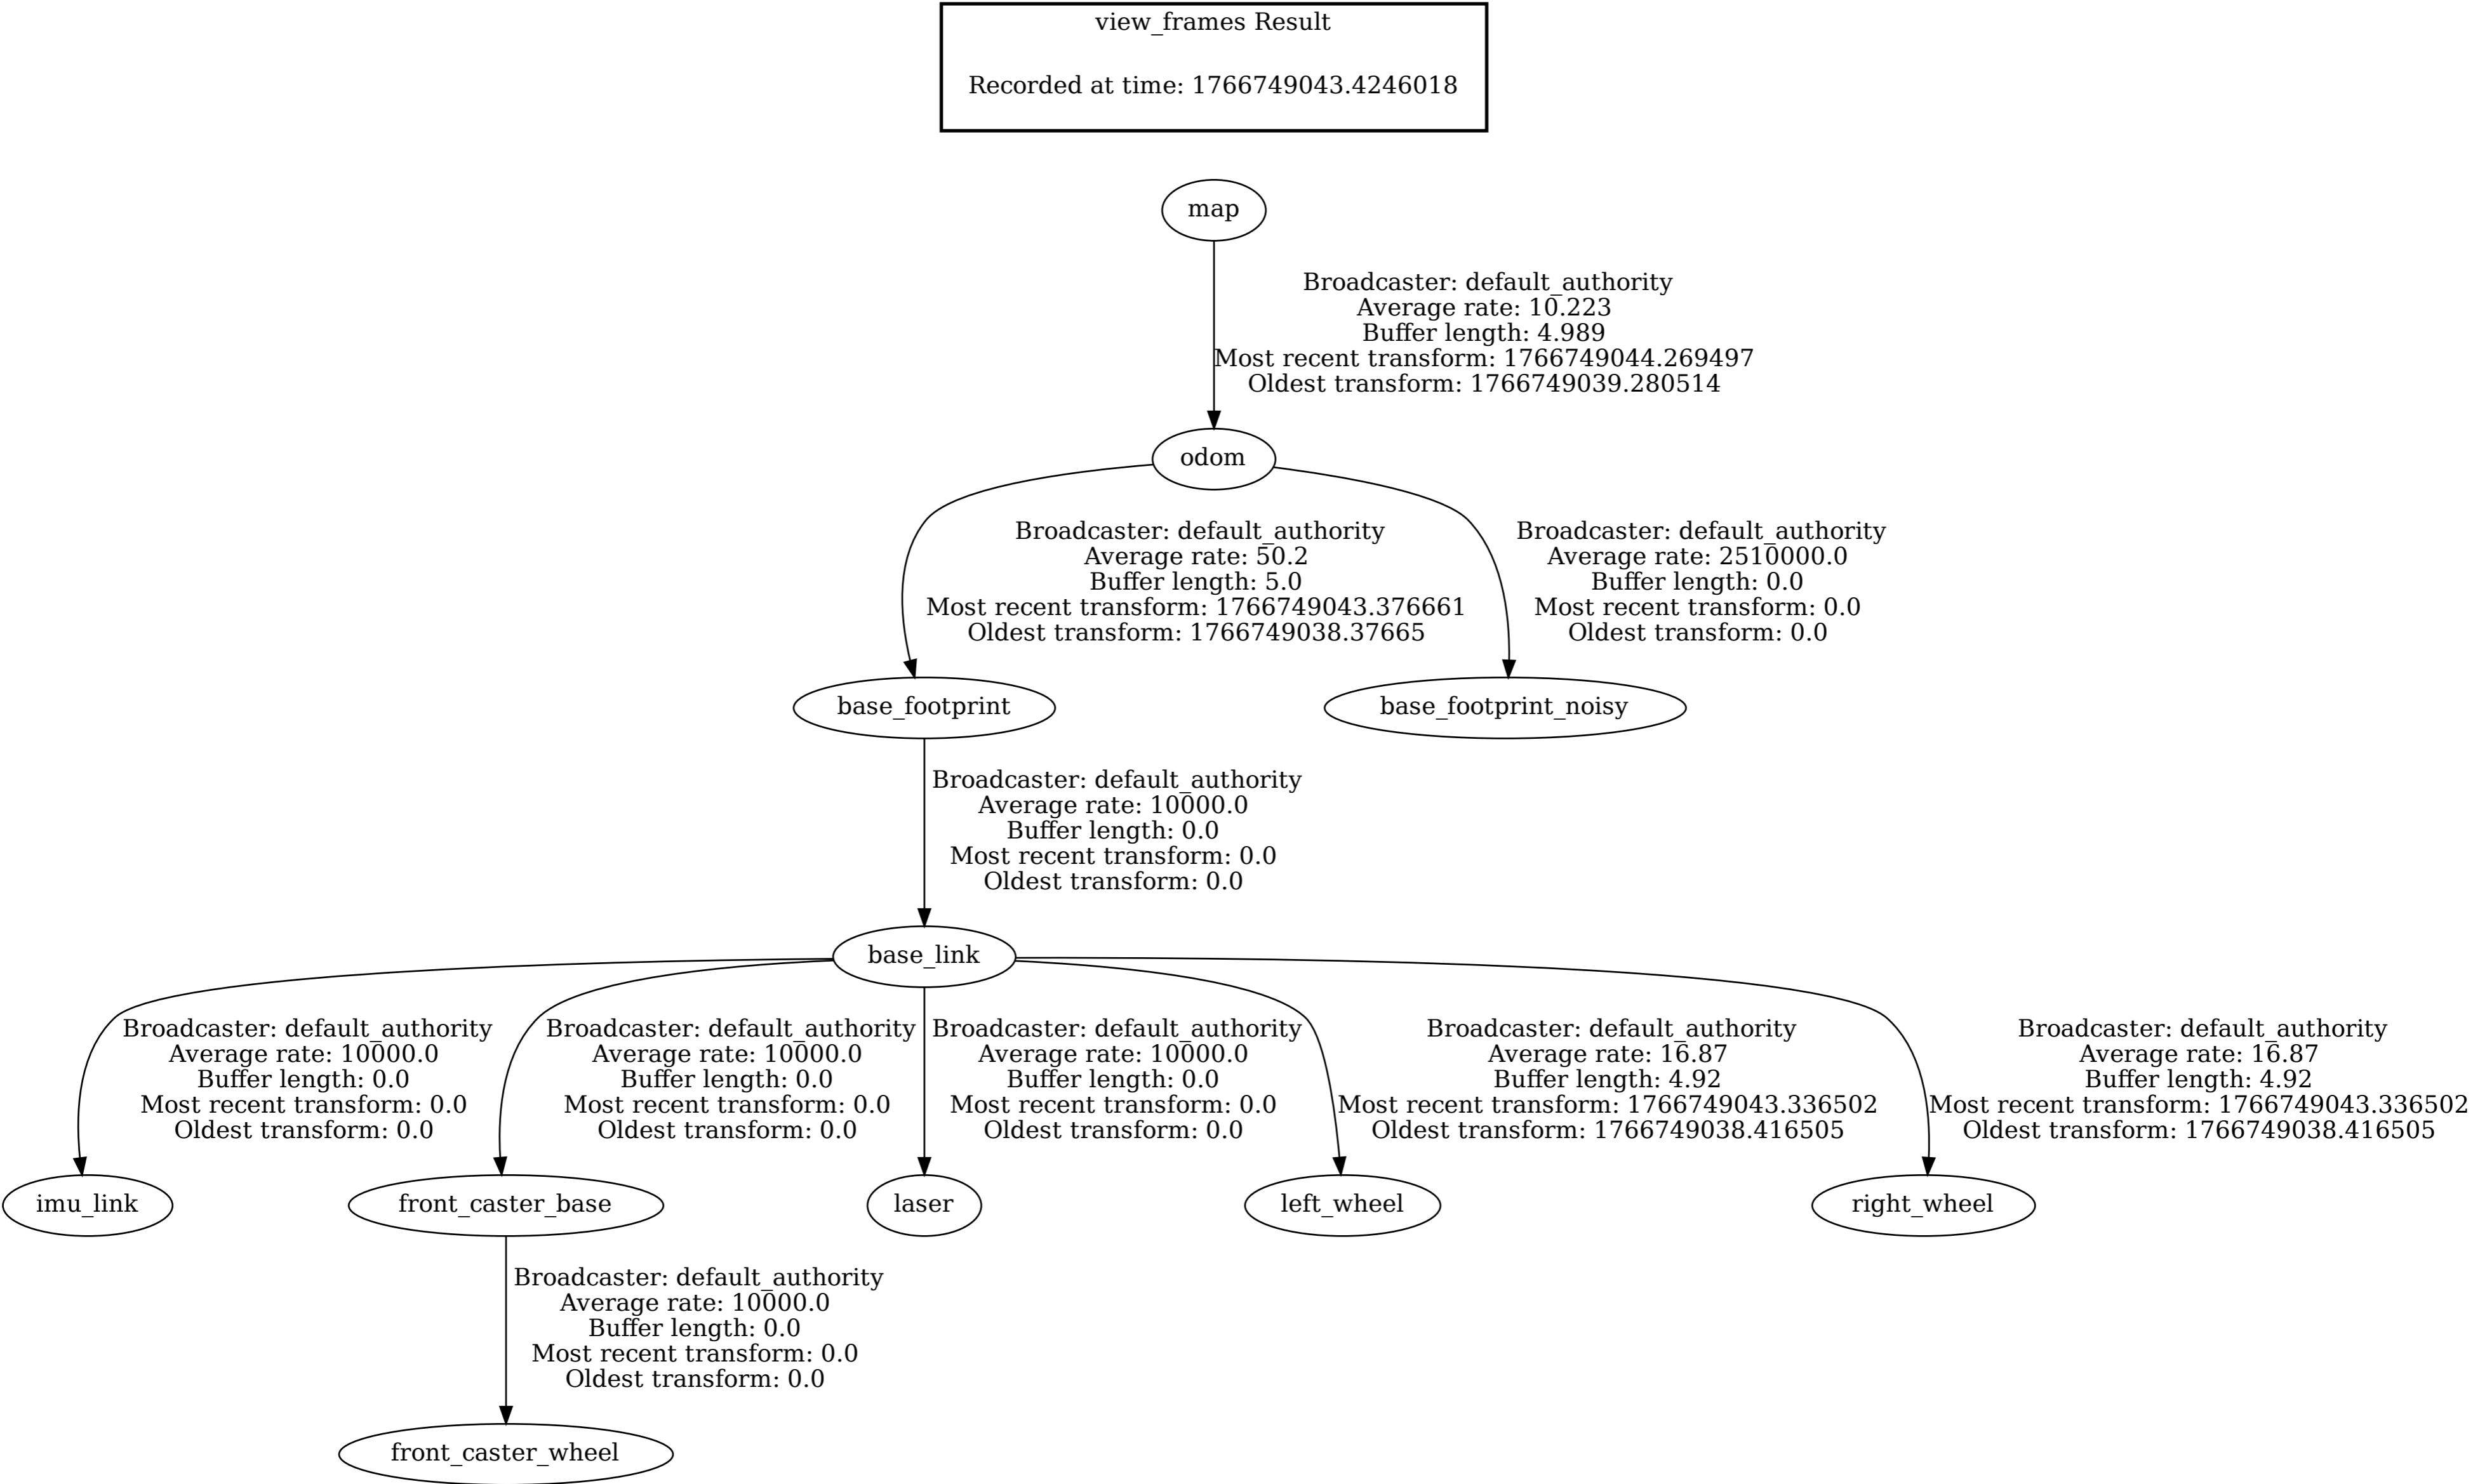 view_frames Result
Recorded at time: 1766749043.4246018
map
Broadcaster: default_authority
Average rate: 10.223
Buffer length: 4.989
Most recent transform: 1766749044.269497
Oldest transform: 1766749039.280514
odom
Broadcaster: default_authority
Average rate: 50.2
Buffer length: 5.0
Most recent transform: 1766749043.376661
Oldest transform: 1766749038.37665
Broadcaster: default_authority
Average rate: 2510000.0
Buffer length: 0.0
Most recent transform: 0.0
Oldest transform: 0.0
base_footprint
base_footprint_noisy
Broadcaster: default_authority
Average rate: 10000.0
Buffer length: 0.0
Most recent transform: 0.0
Oldest transform: 0.0
base_link
Broadcaster: default_authority
Average rate: 10000.0
Buffer length: 0.0
Most recent transform: 0.0
Oldest transform: 0.0
Broadcaster: default_authority
Average rate: 10000.0
Buffer length: 0.0
Most recent transform: 0.0
Oldest transform: 0.0
Broadcaster: default_authority
Average rate: 10000.0
Buffer length: 0.0
Most recent transform: 0.0
Oldest transform: 0.0
Broadcaster: default_authority
Average rate: 16.87
Buffer length: 4.92
Most recent transform: 1766749043.336502
Oldest transform: 1766749038.416505
Broadcaster: default_authority
Average rate: 16.87
Buffer length: 4.92
Most recent transform: 1766749043.336502
Oldest transform: 1766749038.416505
imu_link
front_caster_base
laser
left_wheel
right_wheel
Broadcaster: default_authority
Average rate: 10000.0
Buffer length: 0.0
Most recent transform: 0.0
Oldest transform: 0.0
front_caster_wheel